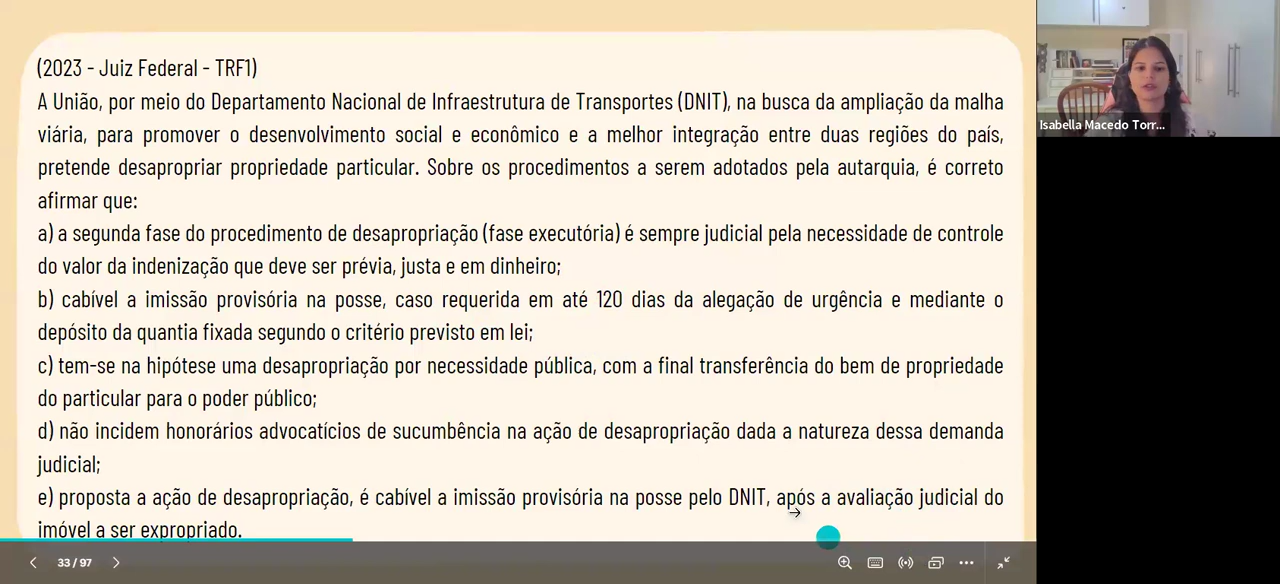 (2023 - Juiz Federal - TRF1)
A União, por meio do Departamento Nacional de Infraestrutura de Transportes (DNIT), na busca da ampliação da malha
viária, para promover o desenvolvimento social e econômico e a melhor integração entre duas regiões do país,
pretende desapropriar propriedade particular. Sobre os procedimentos a serem adotados pela autarquia, é correto
afirmar que:
a) a segunda fase do procedimento de desapropriação (fase executória) é sempre judicial pela necessidade de controle
do valor da indenização que deve ser prévia, justa e em dinheiro;
b) cabível a imissão provisória na posse, caso requerida em até 120 dias da alegação de urgência e mediante o
depósito da quantia fixada segundo o critério previsto em lei;
c) tem-se na hipótese uma desapropriação por necessidade pública, com a final transferência do bem de propriedade
do particular para o poder público;
d) não incidem honorários advocatícios de sucumbência na ação de desapropriação dada a natureza dessa demanda
judicial;
e) proposta a ação de desapropriação, é cabível a imissão provisória na posse pelo DNIT, após a avaliação judicial do
imóvel a ser expropriado.
33 / 97
Isabella Macedo Torr...